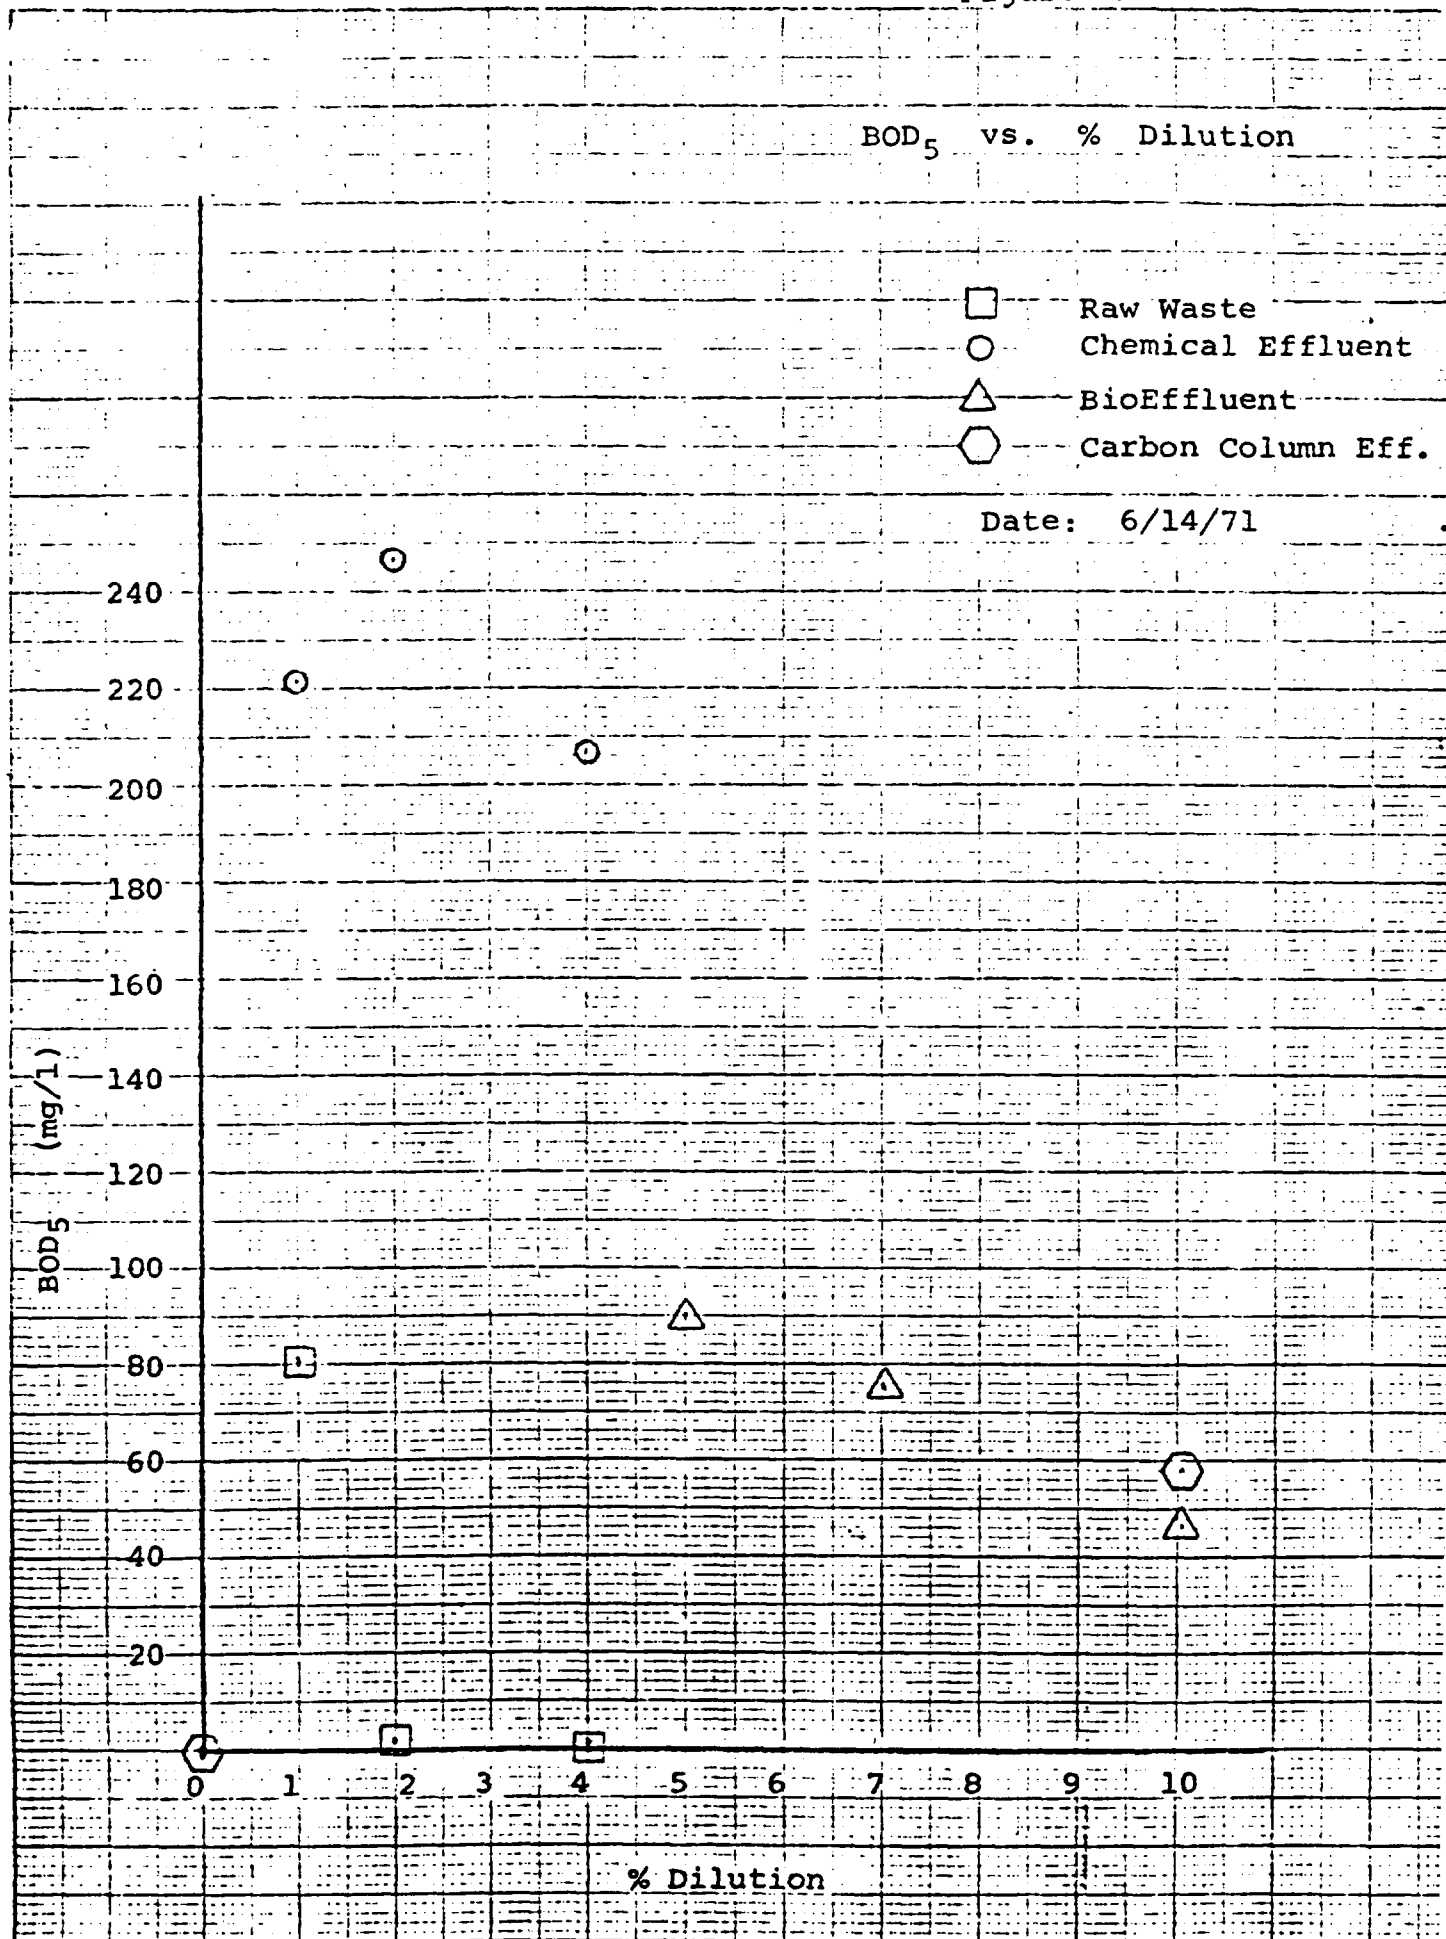 BOD5 vs. % Dilution
Raw Waste
Chemical Effluent
BioEffluent
Carbon Column Eff.
Date: 6/14/71
240
220
200
180
160
140
120
100
80
60
40
20
BOD5 (mg/l)
0 1 2 3 4 5 6 7 8 9 10
% Dilution